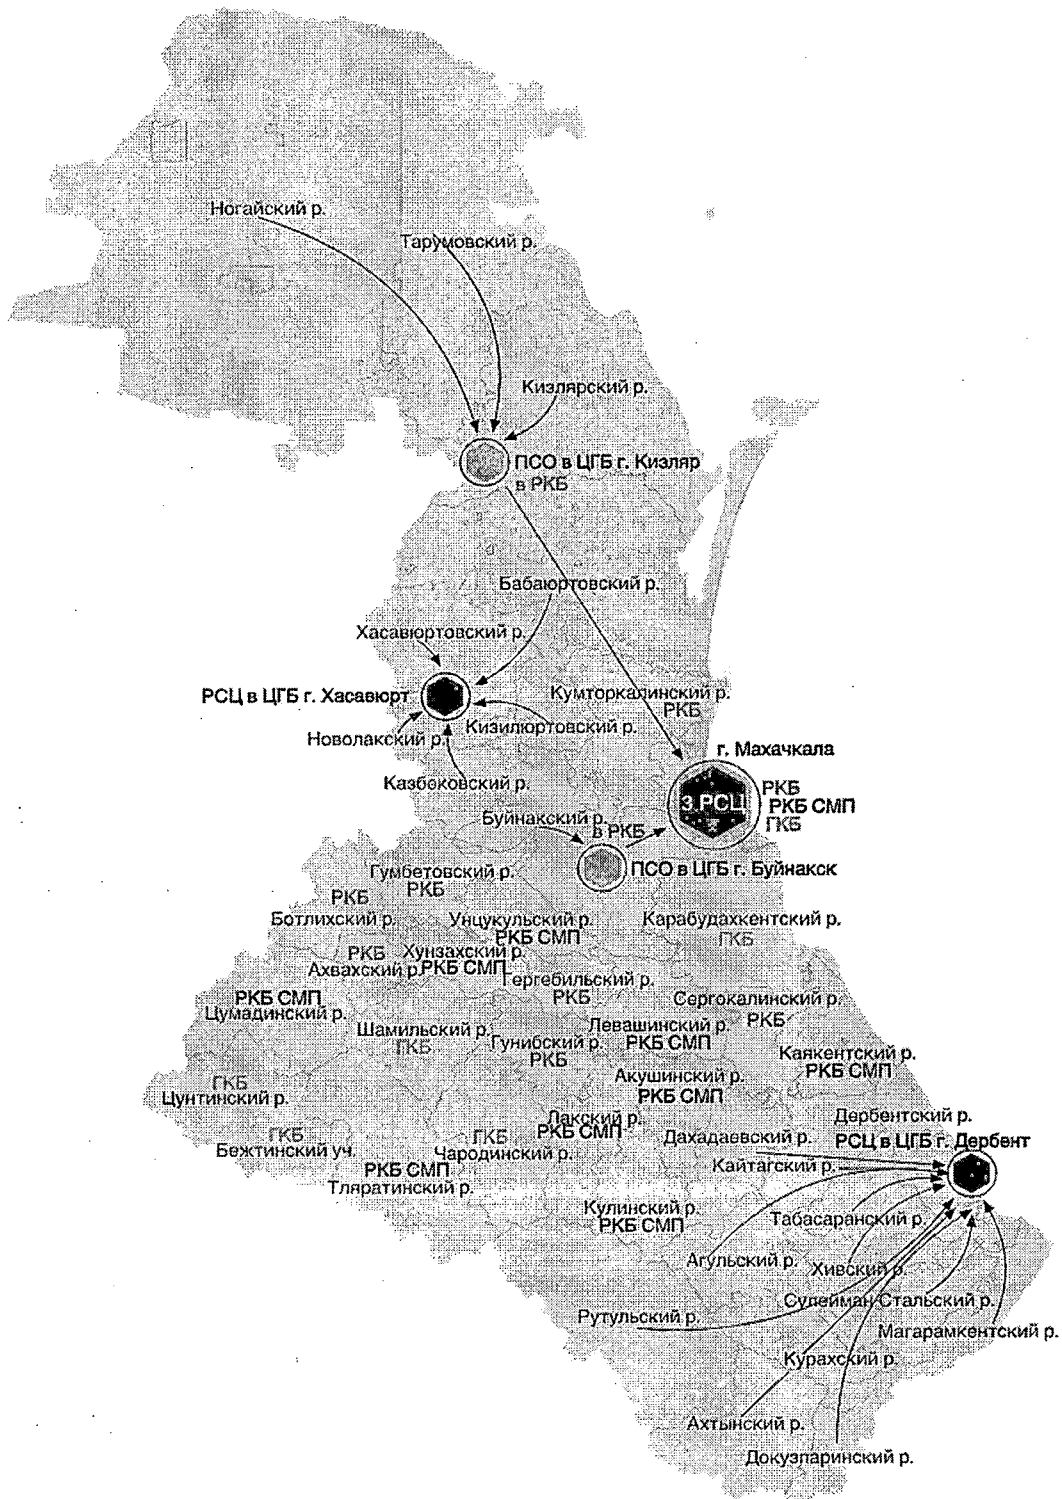 Ногайский р.
Тарумовский р.
Кизлярский р.
ПСО в ЦГБ г. Кизляр
в РКБ
Бабаюртовский р.
Хасавюртовский р.
РСЦ в ЦГБ г. Хасавюрт
Кумторкалинский р.
РКБ
Кизилюртовский р.
Новолакский р.
г. Махачкала
Казбековский р.
3 РСЦ
РКБ
РКБ СМП
ГКБ
Буйнакский р.
в РКБ
ПСО в ЦГБ г. Буйнакск
Гумбетовский р.
РКБ
РКБ
Ботлихский р.
Унцукульский р.
РКБ СМП
Карабудахкентский р.
ГКБ
РКБ
Ахвахский р.
Хунзахский р.
РКБ СМП
Гергебильский р.
РКБ
РКБ СМП
Цумадинский р.
Сергокалинский р.
РКБ
Шамильский р.
ГКБ
Гунибский р.
РКБ
Левашинский р.
РКБ СМП
Каякентский р.
РКБ СМП
Акушинский р.
РКБ СМП
ГКБ
Цунтинский р.
Лакский р.
РКБ СМП
Дербентский р.
РСЦ в ЦГБ г. Дербент
ГКБ
Бежтинский уч.
ГКБ
Чародинский р.
Дахадаевский р.
Кайтагский р.
РКБ СМП
Тляратинский р.
Кулинский р.
РКБ СМП
Табасаранский р.
Агульский р.
Хивский р.
Сулейман Стальский р.
Рутульский р.
Магарамкентский р.
Курахский р.
Ахтынский р.
Докузпаринский р.